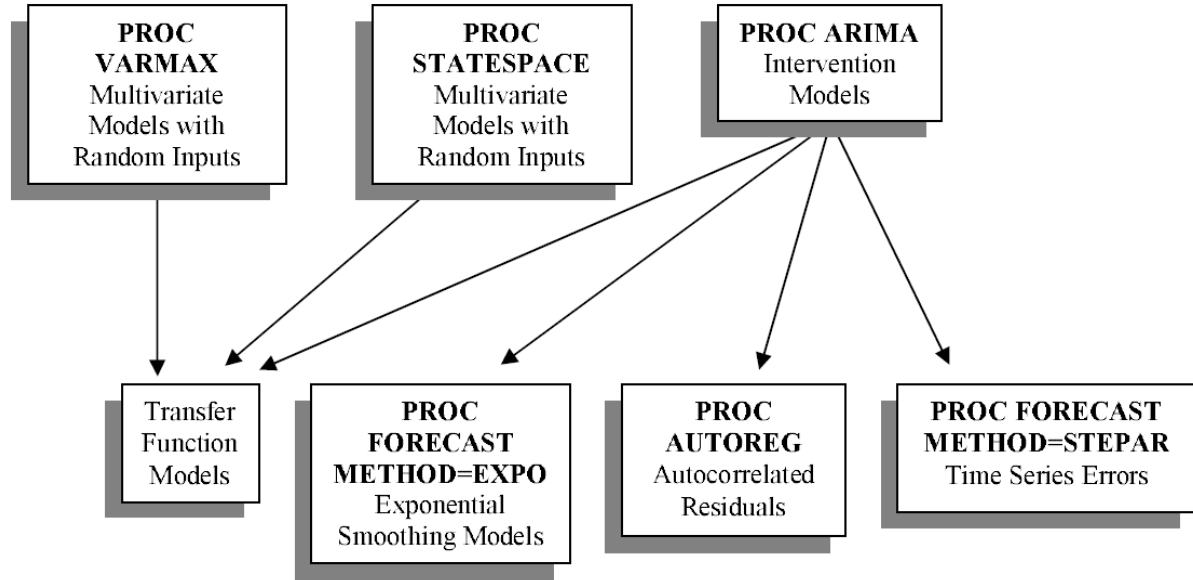 PROC
VARMAX
Multivariate
Models with
Random Inputs
PROC
STATESPACE
Multivariate
Models with
Random Inputs
PROC ARIMA
Intervention
Models
Transfer
Function
Models
PROC
FORECAST
METHOD=EXPO
Exponential
Smoothing Models
PROC
AUTOREG
Autocorrelated
Residuals
PROC FORECAST
METHOD=STEPAR
Time Series Errors